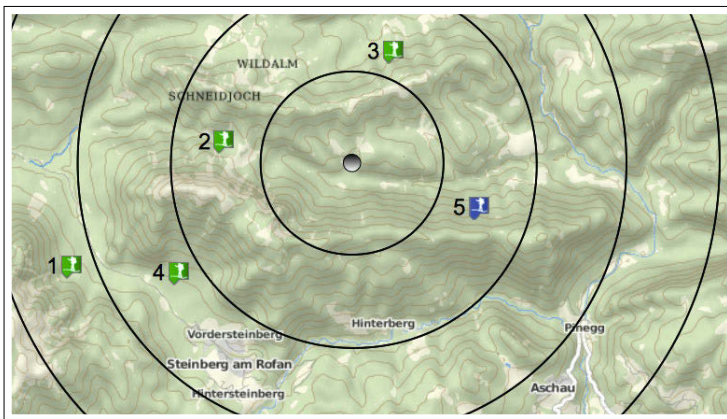 3
WILDALM
SCHNEIDJOCH
2
5
1
4
Hinterberg
Pinegg
Vordersteinberg
Steinberg am Rofan
Aschau
Hintersteinberg